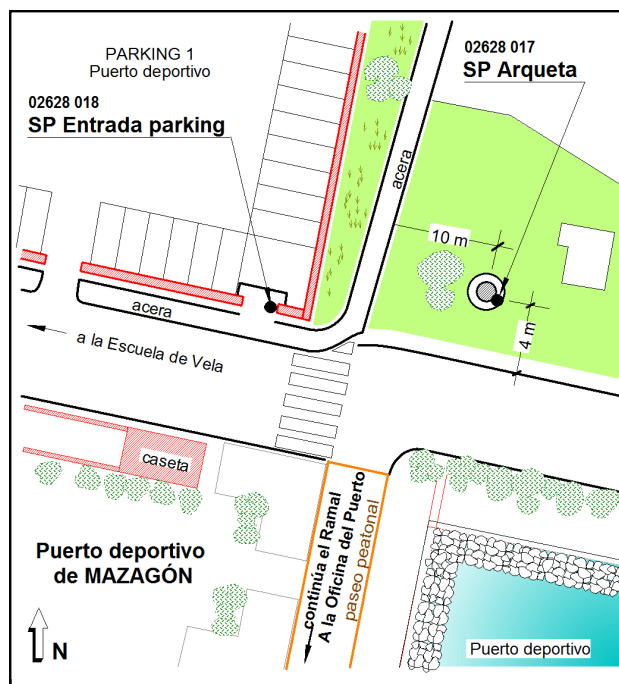 PARKING 1
Puerto deportivo
02628 018
SP Entrada parking
02628 017
SP Arqueta
acera
10 m
4 m
acera
a la Escuela de Vela
caseta
Puerto deportivo
de MAZAGÓN
continúa el Ramal
A la Oficina del Puerto
paseo peatonal
Puerto deportivo
N